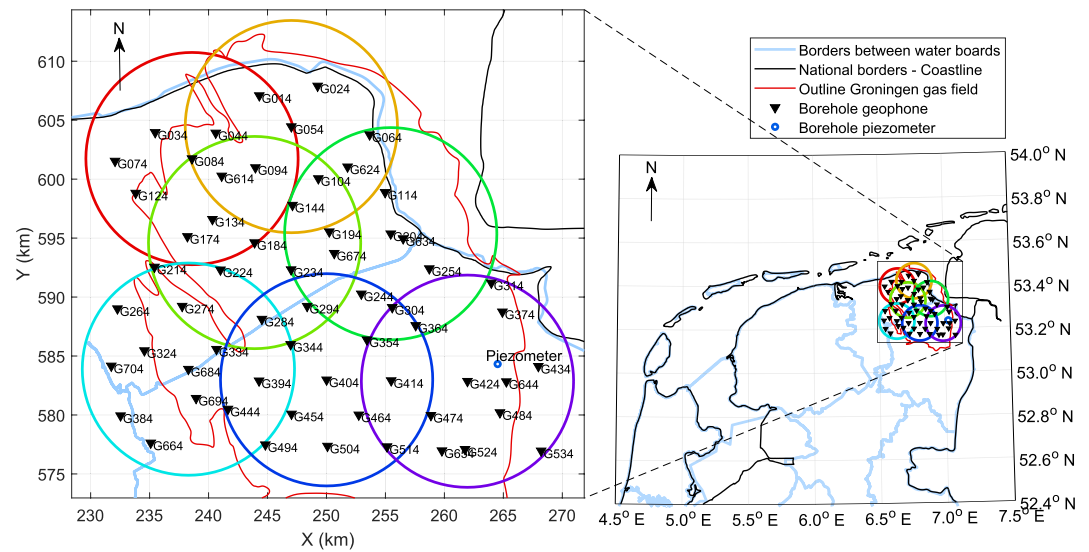 N
610
605
600
595
590
585
580
575
Y (km)
230
235
240
245
250
255
260
265
270
X (km)
G024
G014
G054
G034
G044
G064
G074
G084
G094
G624
G614
G104
G124
G114
G144
G134
G194
G174
G184
G634
G674
G214
G224
G234
G254
G314
G244
G264
G274
G294
G304
G374
G284
G364
G324
G334
G344
G354
Piezometer
G704
G684
G434
G394
G404
G414
G424
G644
G694
G384
G444
G454
G464
G474
G484
G664
G494
G504
G514
G524
G534
Borders between water boards
National borders - Coastline
Outline Groningen gas field
Borehole geophone
Borehole piezometer
N
54.0° N
53.8° N
53.6° N
53.4° N
53.2° N
53.0° N
52.8° N
52.6° N
52.4° N
4.5° E
5.0° E
5.5° E
6.0° E
6.5° E
7.0° E
7.5° E